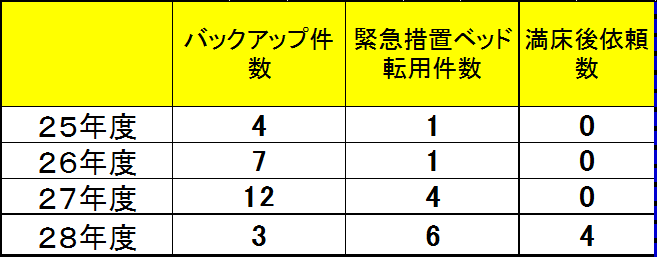 バックアップ件数 緊急措置ベッド転用件数 満床後依頼数
25年度 4 1 0
26年度 7 1 0
27年度 12 4 0
28年度 3 6 4